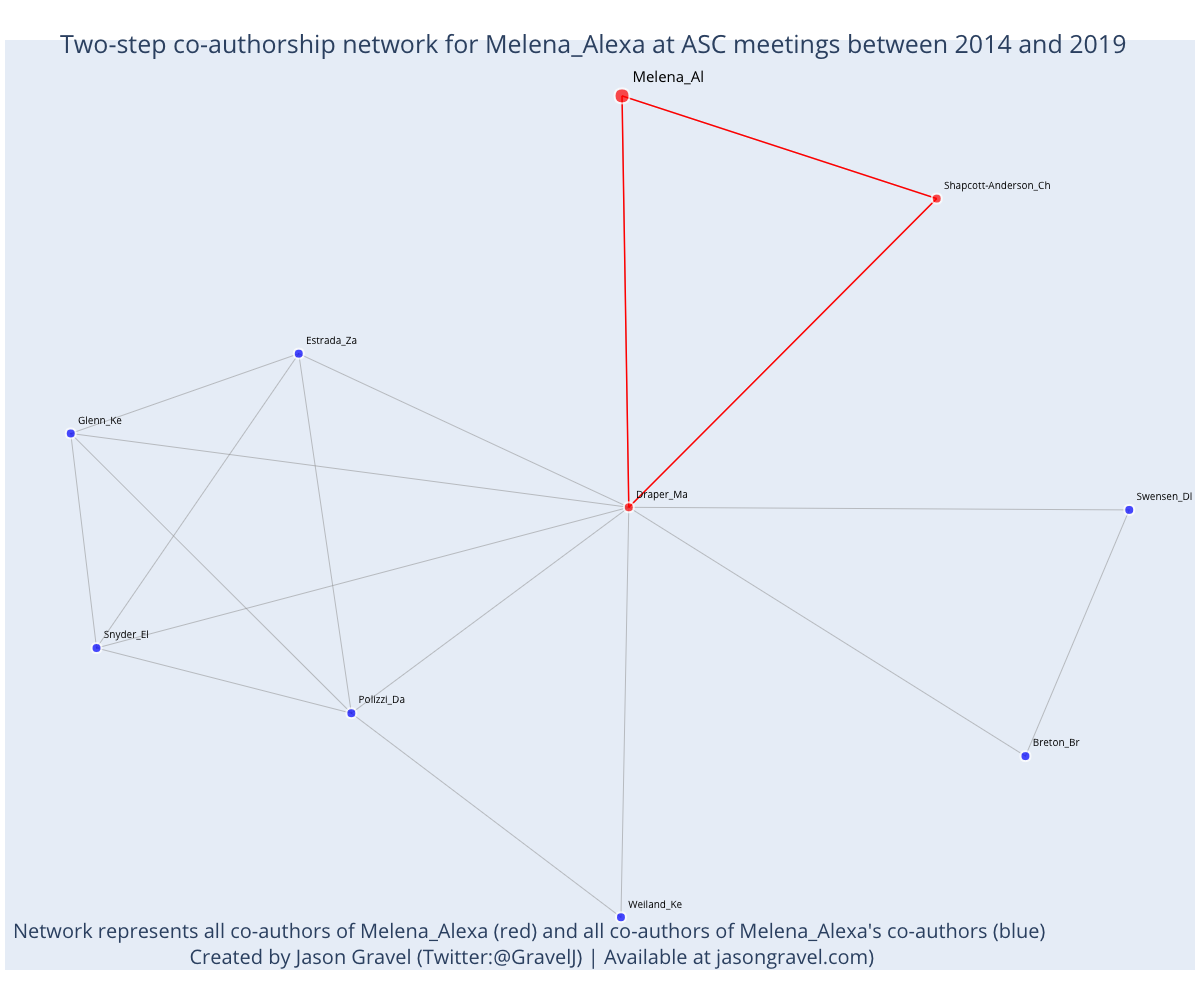 Two-step co-authorship network for Melena_Alexa at ASC meetings between 2014 and 2019
Melena_Al
Shapcott-Anderson_Ch
Estrada_Za
Glenn_Ke
Draper_Ma
Swensen_Dl
Snyder_El
Polizzi_Da
Breton_Br
Weiland_Ke
Network represents all co-authors of Melena_Alexa (red) and all co-authors of Melena_Alexa's co-authors (blue)
Created by Jason Gravel (Twitter:@GravelJ) | Available at jasongravel.com)